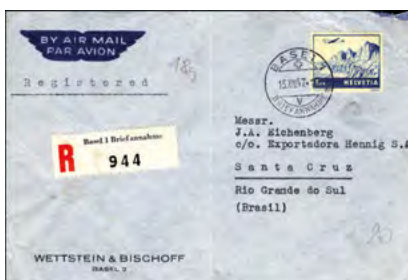 BY AIR MAIL
PAR AVION
Registered
BASEL
BRIEFANNAHME
HELVETIA
Basel 1 Briefannahme
R 944
Messr.
J.A. Eichenberg
c/o. Exportadora Hennig S.A
Santa Cruz
Rio Grande do Sul
(Brasil)
WETTSTEIN & BISCHOFF
BASEL 2